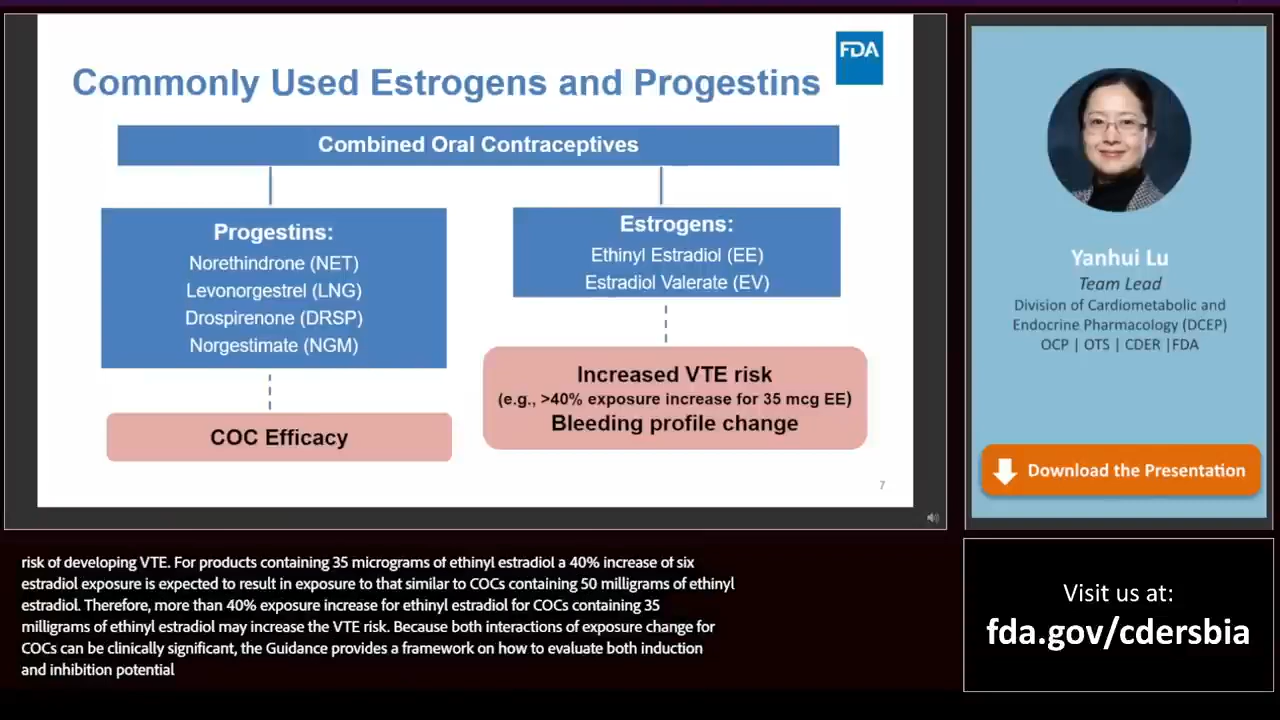 FDA
Commonly Used Estrogens and Progestins
Combined Oral Contraceptives
Progestins:
Norethindrone (NET)
Levonorgestrel (LNG)
Drospirenone (DRSP)
Norgestimate (NGM)
COC Efficacy
Estrogens:
Ethinyl Estradiol (EE)
Estradiol Valerate (EV)
Increased VTE risk
(e.g., >40% exposure increase for 35 mcg EE)
Bleeding profile change
7
Yanhui Lu
Team Lead
Division of Cardiometabolic and
Endocrine Pharmacology (DCEP)
OCP | OTS | CDER |FDA
Download the Presentation
risk of developing VTE. For products containing 35 micrograms of ethinyl estradiol a 40% increase of six
estradiol exposure is expected to result in exposure to that similar to COCs containing 50 milligrams of ethinyl
estradiol. Therefore, more than 40% exposure increase for ethinyl estradiol for COCs containing 35
milligrams of ethinyl estradiol may increase the VTE risk. Because both interactions of exposure change for
COCs can be clinically significant, the Guidance provides a framework on how to evaluate both induction
and inhibition potential
Visit us at:
fda.gov/cdersbia